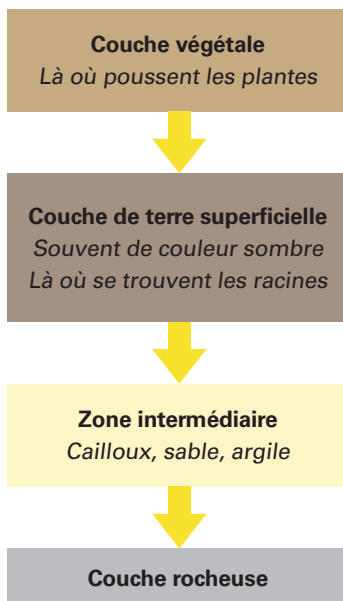 Couche végétale
Là où poussent les plantes
Couche de terre superficielle
Souvent de couleur sombre
Là où se trouvent les racines
Zone intermédiaire
Cailloux, sable, argile
Couche rocheuse